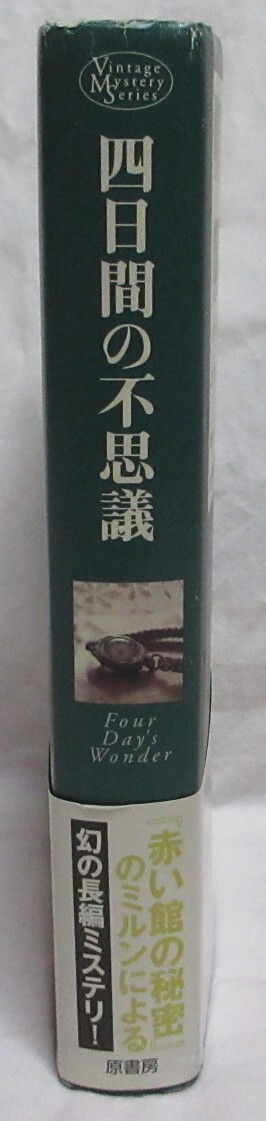 Vintage
Mystery
Series
四日間の不思議
Four
Day's
Wonder
『赤い館の秘密』
のミルンによる
幻の長編ミステリ!
原書房